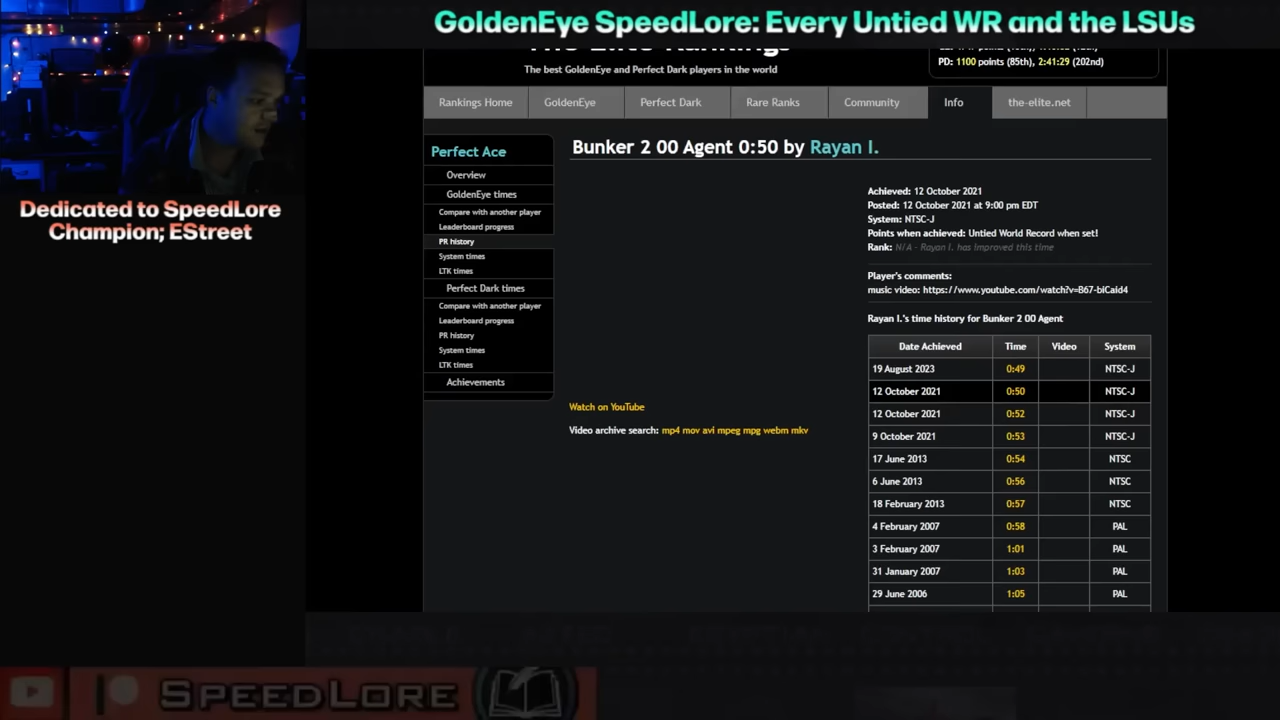 GoldenEye SpeedLore: Every Untied WR and the LSUs
Dedicated to SpeedLore
Champion; EStreet
The best GoldenEye and Perfect Dark players in the world
PD: 1100 points (85th), 2:41:29 (202nd)
Rankings Home
GoldenEye
Perfect Dark
Rare Ranks
Community
Info
the-elite.net
Perfect Ace
Overview
GoldenEye times
Compare with another player
Leaderboard progress
PR history
System times
LTK times
Perfect Dark times
Compare with another player
Leaderboard progress
PR history
System times
LTK times
Achievements
Bunker 2 00 Agent 0:50 by Rayan I.
Watch on YouTube
Video archive search: mp4 mov avi mpeg mpg webm mkv
Achieved: 12 October 2021
Posted: 12 October 2021 at 9:00 pm EDT
System: NTSC-J
Points when achieved: Untied World Record when set!
Rank: N/A - Rayan I. has improved this time
Player's comments:
music video: https://www.youtube.com/watch?v=B67-blCaid4
Rayan I.'s time history for Bunker 2 00 Agent
Date Achieved Time Video System
19 August 2023 0:49 NTSC-J
12 October 2021 0:50 NTSC-J
12 October 2021 0:52 NTSC-J
9 October 2021 0:53 NTSC-J
17 June 2013 0:54 NTSC
6 June 2013 0:56 NTSC
18 February 2013 0:57 NTSC
4 February 2007 0:58 PAL
3 February 2007 1:01 PAL
31 January 2007 1:03 PAL
29 June 2006 1:05 PAL
SPEEDLORE